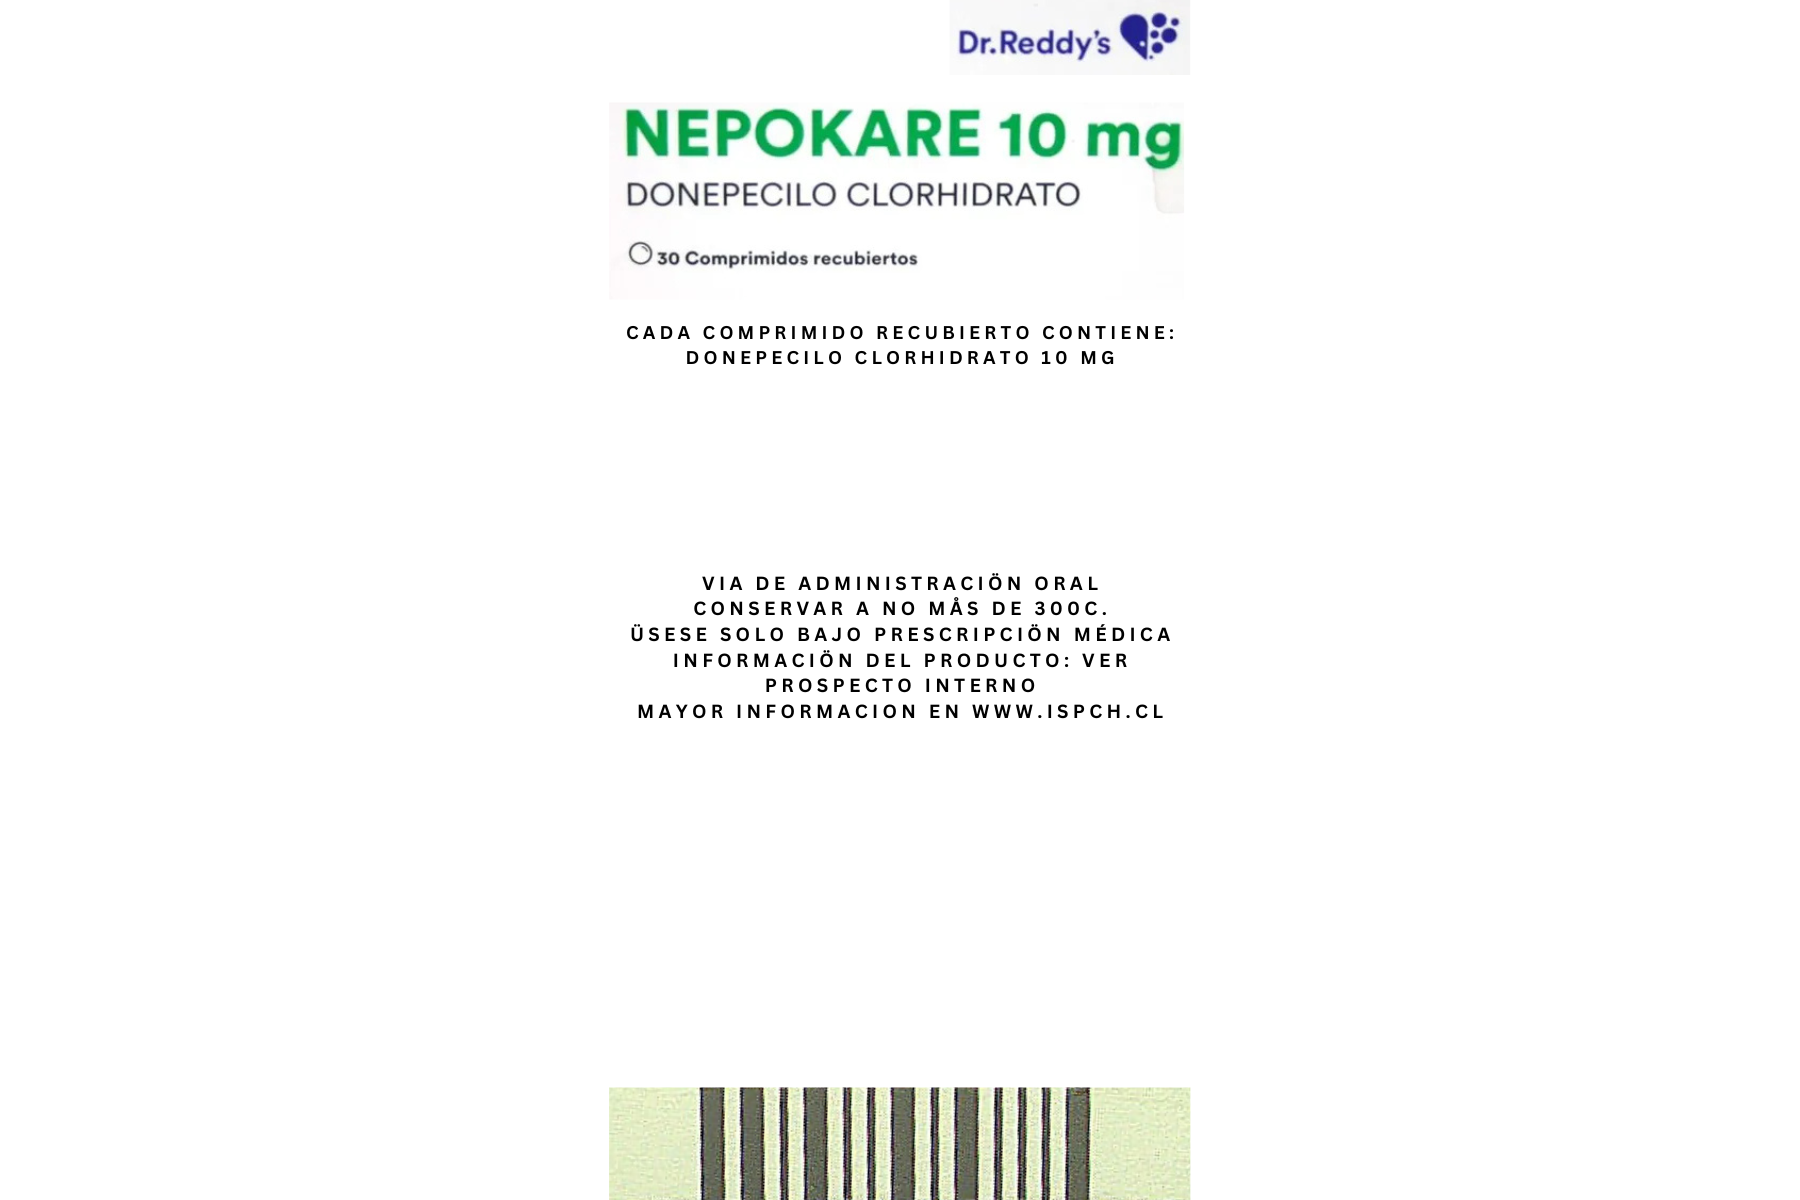 Dr.Reddy's
NEPOKARE 10 mg
DONEPECILO CLORHIDRATO
30 Comprimidos recubiertos
CADA COMPRIMIDO RECUBIERTO CONTIENE:
DONEPECILO CLORHIDRATO 10 MG
VIA DE ADMINISTRACIÖN ORAL
CONSERVAR A NO MÅS DE 300C.
ÜSESE SOLO BAJO PRESCRIPCIÖN MÉDICA
INFORMACIÖN DEL PRODUCTO: VER
PROSPECTO INTERNO
MAYOR INFORMACION EN WWW.ISPCH.CL